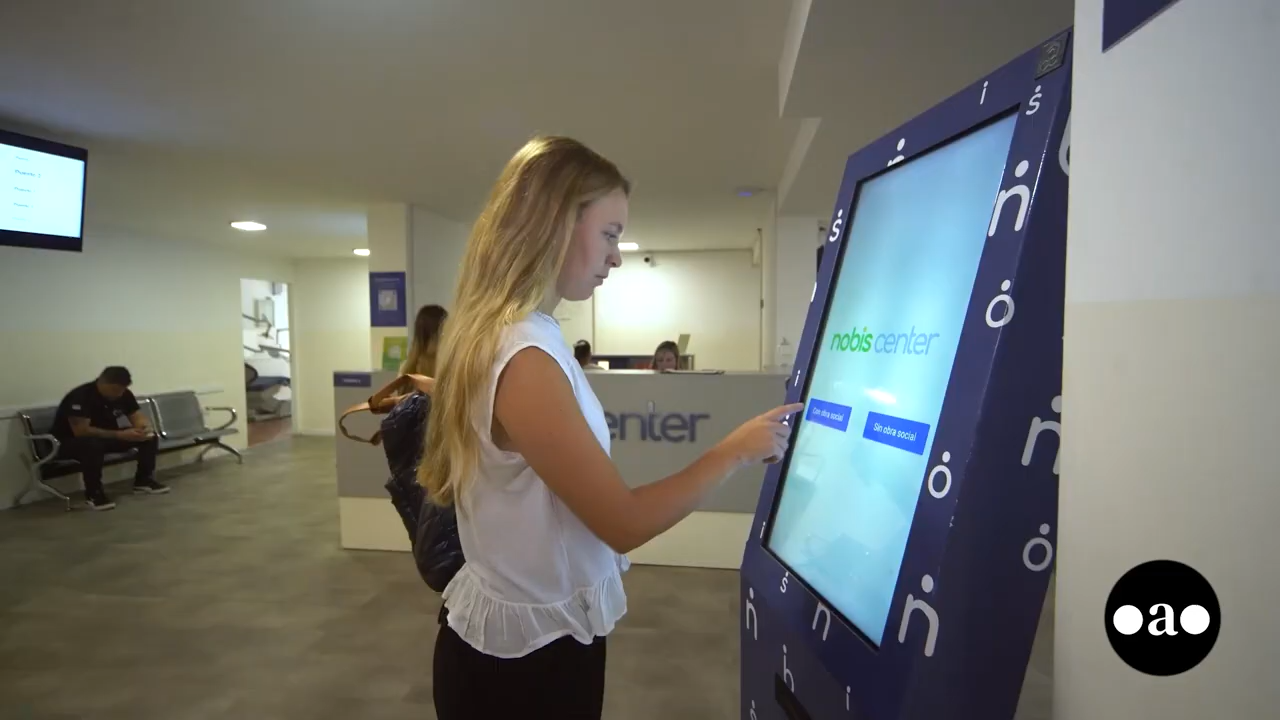 nobis center
Con obra social
Sin obra social
enter
•a•